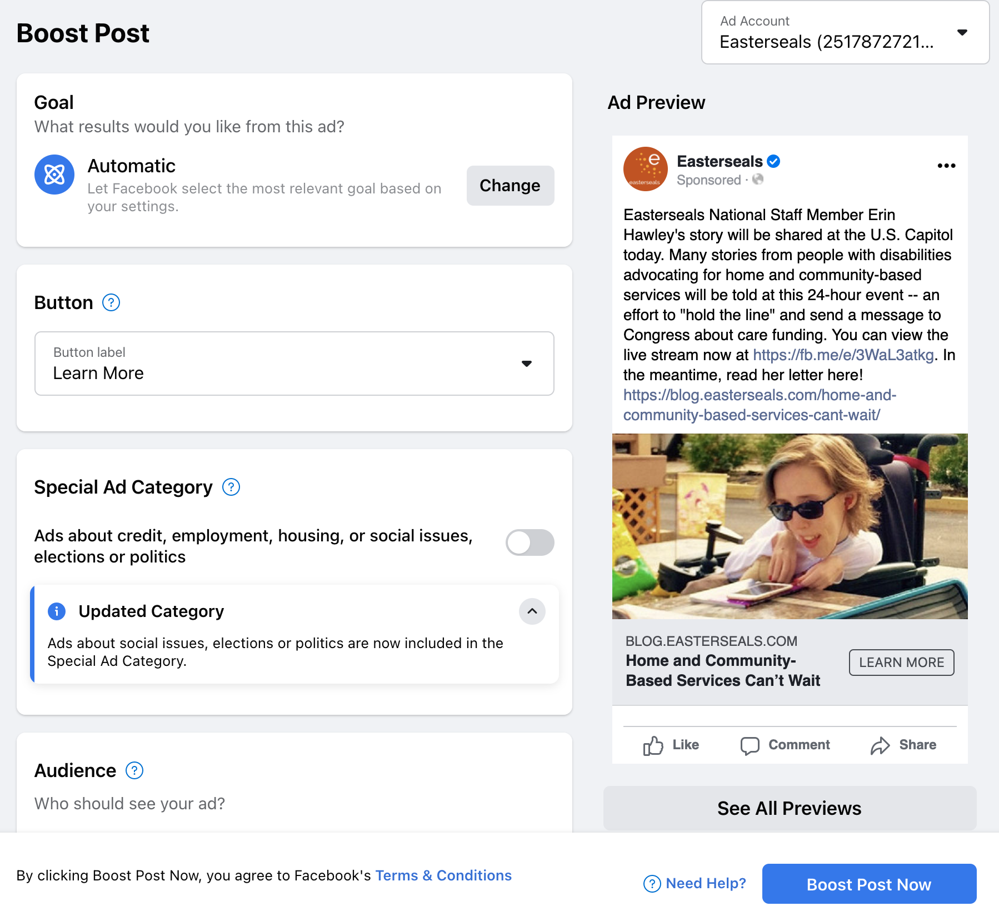 Boost Post
Ad Account
Easterseals (2517872721...
Goal
What results would you like from this ad?
Automatic
Let Facebook select the most relevant goal based on
your settings.
Change
Button ?
Button label
Learn More
Special Ad Category ?
Ads about credit, employment, housing, or social issues,
elections or politics
i Updated Category
Ads about social issues, elections or politics are now included in the
Special Ad Category.
Audience ?
Who should see your ad?
Ad Preview
e
easterseals
Easterseals
Sponsored ·
Easterseals National Staff Member Erin
Hawley's story will be shared at the U.S. Capitol
today. Many stories from people with disabilities
advocating for home and community-based
services will be told at this 24-hour event -- an
effort to "hold the line" and send a message to
Congress about care funding. You can view the
live stream now at https://fb.me/e/3WaL3atkg. In
the meantime, read her letter here!
https://blog.easterseals.com/home-and-
community-based-services-cant-wait/
BLOG.EASTERSEALS.COM
Home and Community-
Based Services Can’t Wait
LEARN MORE
Like
Comment
Share
See All Previews
By clicking Boost Post Now, you agree to Facebook's Terms & Conditions
? Need Help?
Boost Post Now